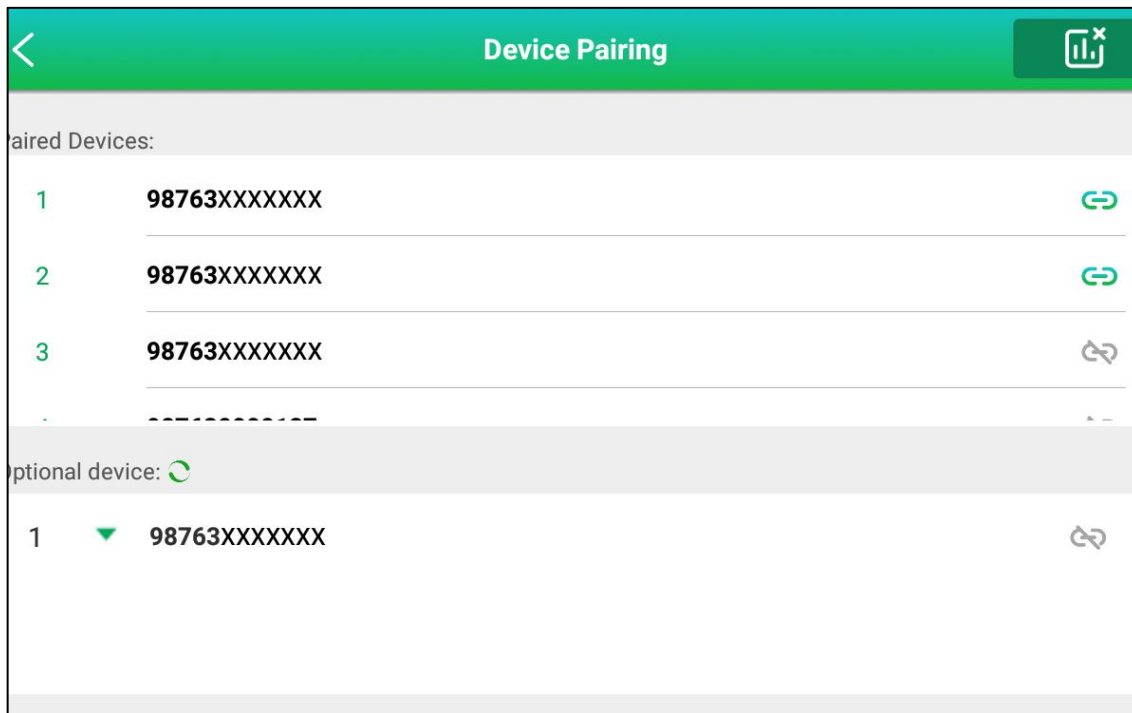 Device Pairing
aired Devices:
1 98763XXXXXXX
2 98763XXXXXXX
3 98763XXXXXXX
ptional device:
1 98763XXXXXXX